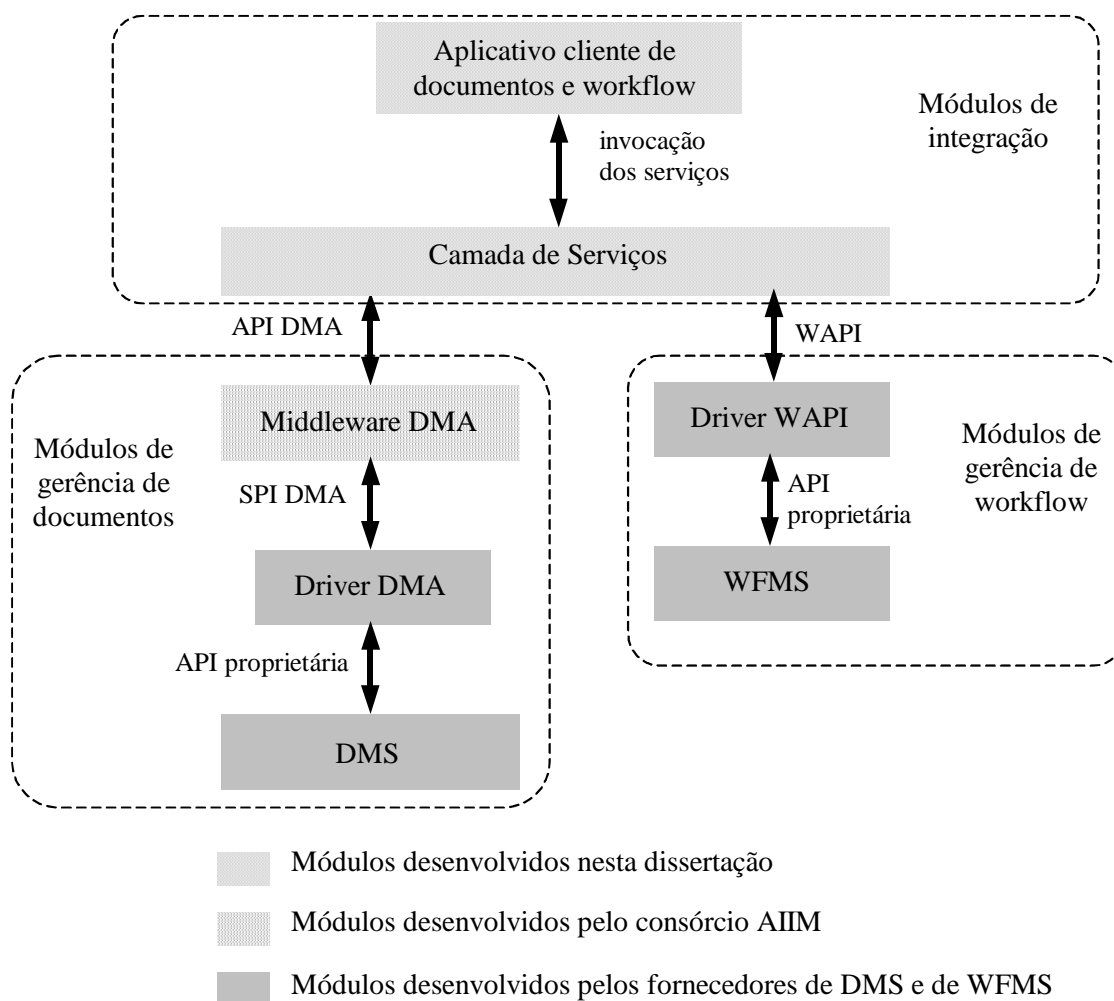 Aplicativo cliente de
documentos e workflow
Módulos de
integração
invocação
dos serviços
Camada de Serviços
API DMA
WAPI
Middleware DMA
Driver WAPI
Módulos de
gerência de
documentos
Módulos de
gerência de
workflow
SPI DMA
API
proprietária
Driver DMA
WFMS
API proprietária
DMS
Módulos desenvolvidos nesta dissertação
Módulos desenvolvidos pelo consórcio AIIM
Módulos desenvolvidos pelos fornecedores de DMS e de WFMS